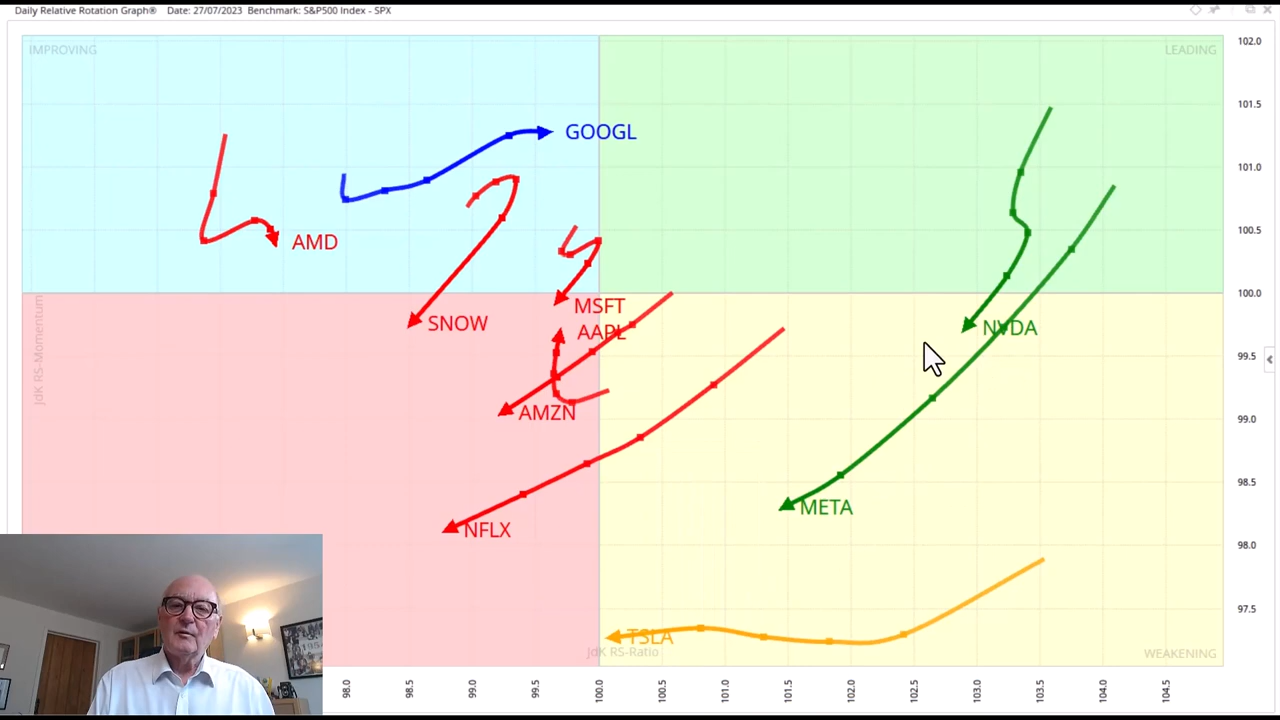 Daily Relative Rotation Graph® Date: 27/07/2023 Benchmark: S&P500 Index - SPX
IMPROVING
LEADING
102.0
101.5
GOOGL
101.0
AMD
100.5
100.0
MSFT
SNOW
AAPL
NVDA
JdK RS-Momentum
99.5
AMZN
99.0
META
98.5
NFLX
98.0
97.5
TSLA
JdK RS-Ratio
WEAKENING
98.0 98.5 99.0 99.5 100.0 100.5 101.0 101.5 102.0 102.5 103.0 103.5 104.0 104.5